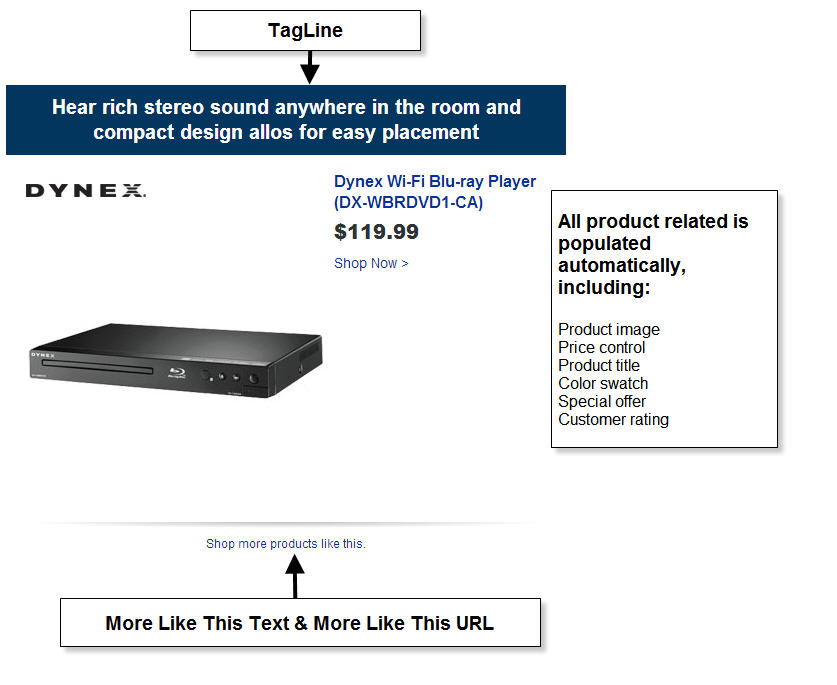 TagLine
Hear rich stereo sound anywhere in the room and
compact design allos for easy placement
DYNEX
Dynex Wi-Fi Blu-ray Player
(DX-WBRDVD1-CA)
$119.99
Shop Now >
All product related is
populated
automatically,
including:
Product image
Price control
Product title
Color swatch
Special offer
Customer rating
DYNEX
Shop more products like this.
More Like This Text & More Like This URL